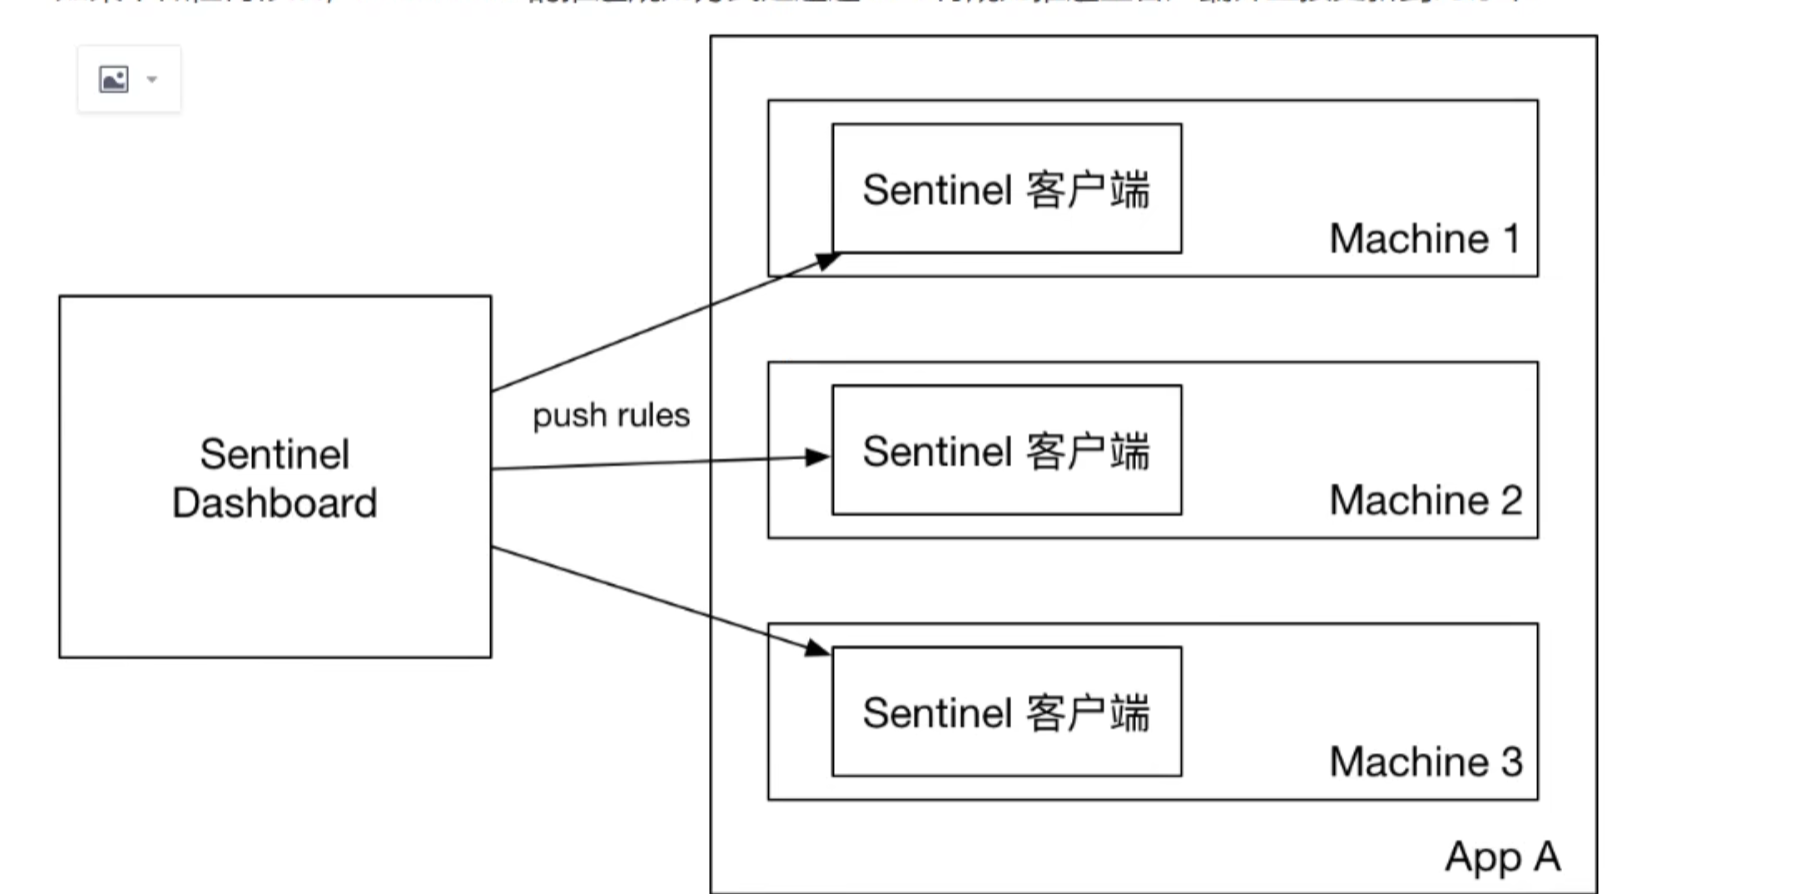 Sentinel 客户端
Machine 1
push rules
Sentinel
Dashboard
Sentinel 客户端
Machine 2
Sentinel 客户端
Machine 3
App A